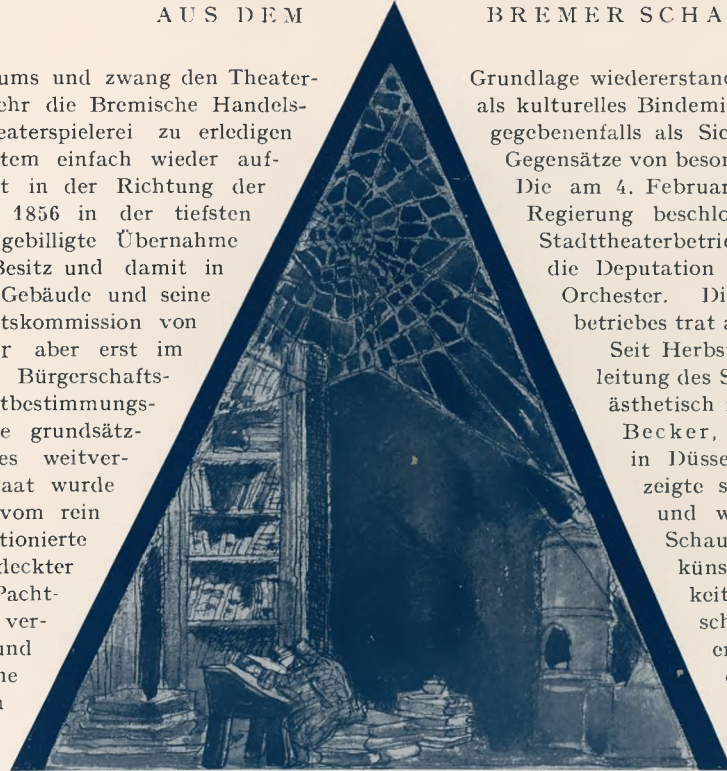 AUS DEM BREMER SCHA
ums und zwang den Theater-
ehr die Bremische Handels-
eaterspielerei zu erledigen
tem einfach wieder auf-
t in der Richtung der
1856 in der tiefsten
gebilligte Übernahme
Besitz und damit in
Gebäude und seine
tskommission von
r aber erst im
Bürgerschafts-
tbestimmungs-
e grundsätz-
es weitver-
aat wurde
vom rein
tionierte
deckter
Pacht-
ver-
und
ne
Grundlage wiedererstand
als kulturelles Bindemi
gegebenenfalls als Sic
Gegensätze von beson
Die am 4. Februar
Regierung beschlo
Stadttheaterbetrie
die Deputation
Orchester. Di
betriebes trat a
Seit Herbs
leitung des S
ästhetisch
Becker,
in Düsse
zeigte s
und w
Schau
küns
keit
sch
e